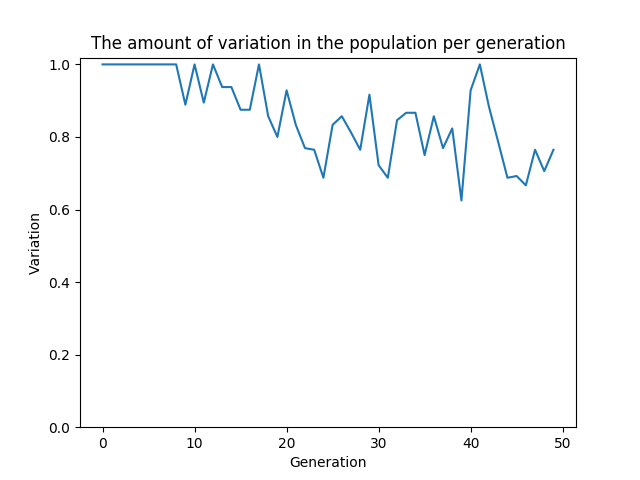 The amount of variation in the population per generation
1.0
0.8
0.6
0.4
0.2
0.0
Variation
0 10 20 30 40 50
Generation